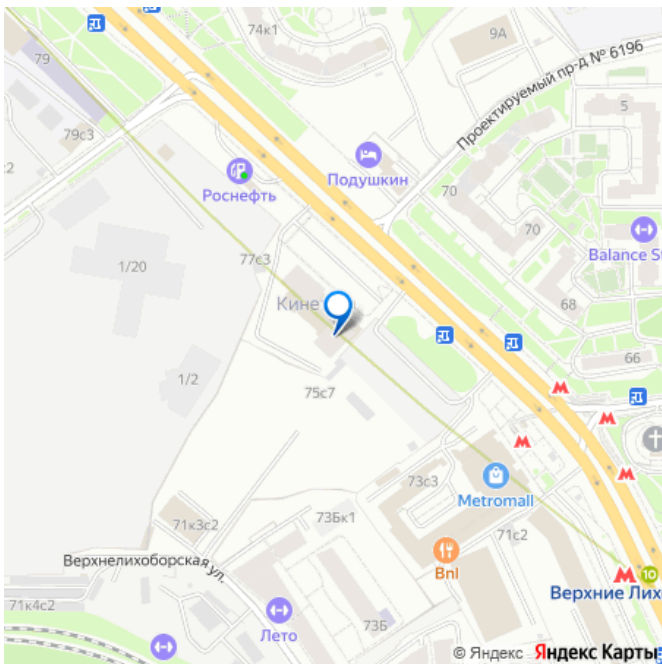 74к1
9А
79
Проектируемый пр-д № 6196
5
79с3
с2
Подушкин
Роснефть
70
70
Balance St
77с3
1/20
Кине
68
66
1/2
75с7
73с3
Metromall
71к3с2
73Бк1
71с2
Верхнелихоборская ул.
Bnl
10
Верхние Лих
71к4с2
Лето
73Б
© Яндекс Яндекс Карты